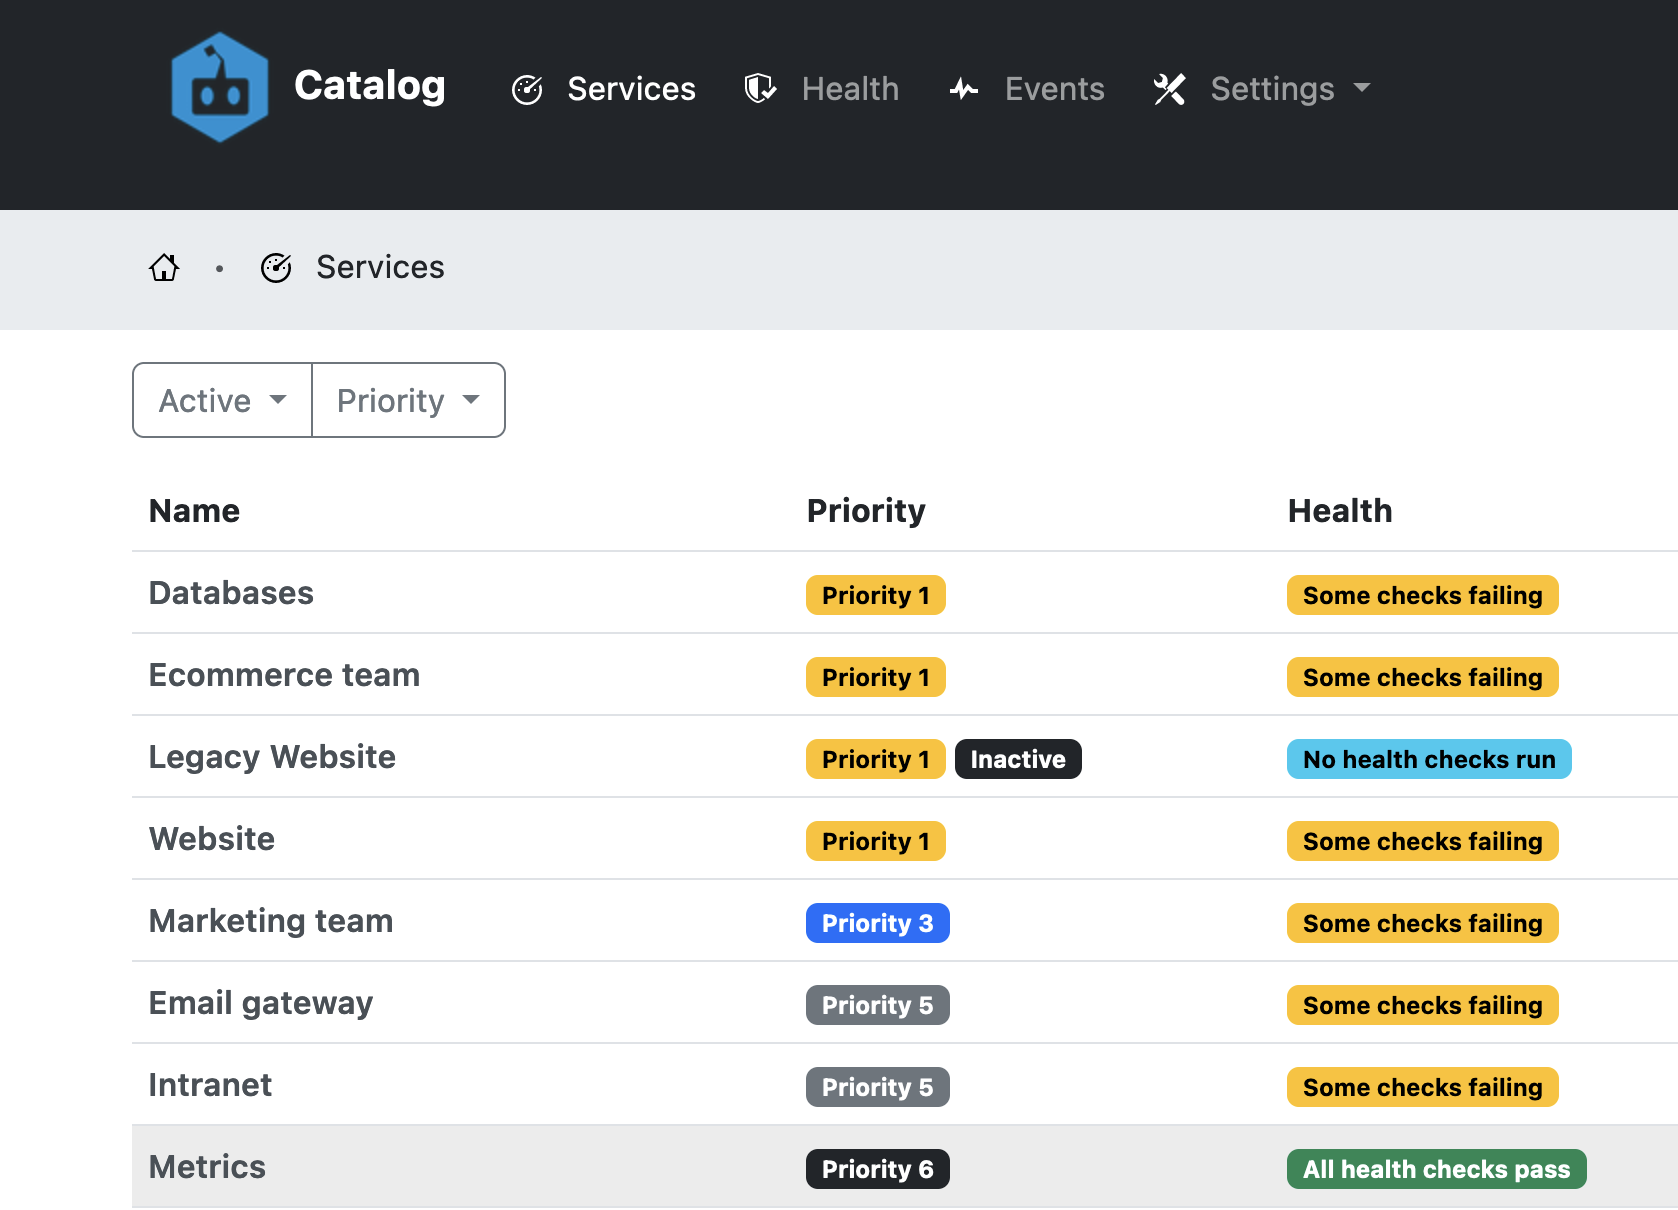 Catalog Services Health Events Settings
Services
Active Priority
Name Priority Health
Databases Priority 1 Some checks failing
Ecommerce team Priority 1 Some checks failing
Legacy Website Priority 1 Inactive No health checks run
Website Priority 1 Some checks failing
Marketing team Priority 3 Some checks failing
Email gateway Priority 5 Some checks failing
Intranet Priority 5 Some checks failing
Metrics Priority 6 All health checks pass